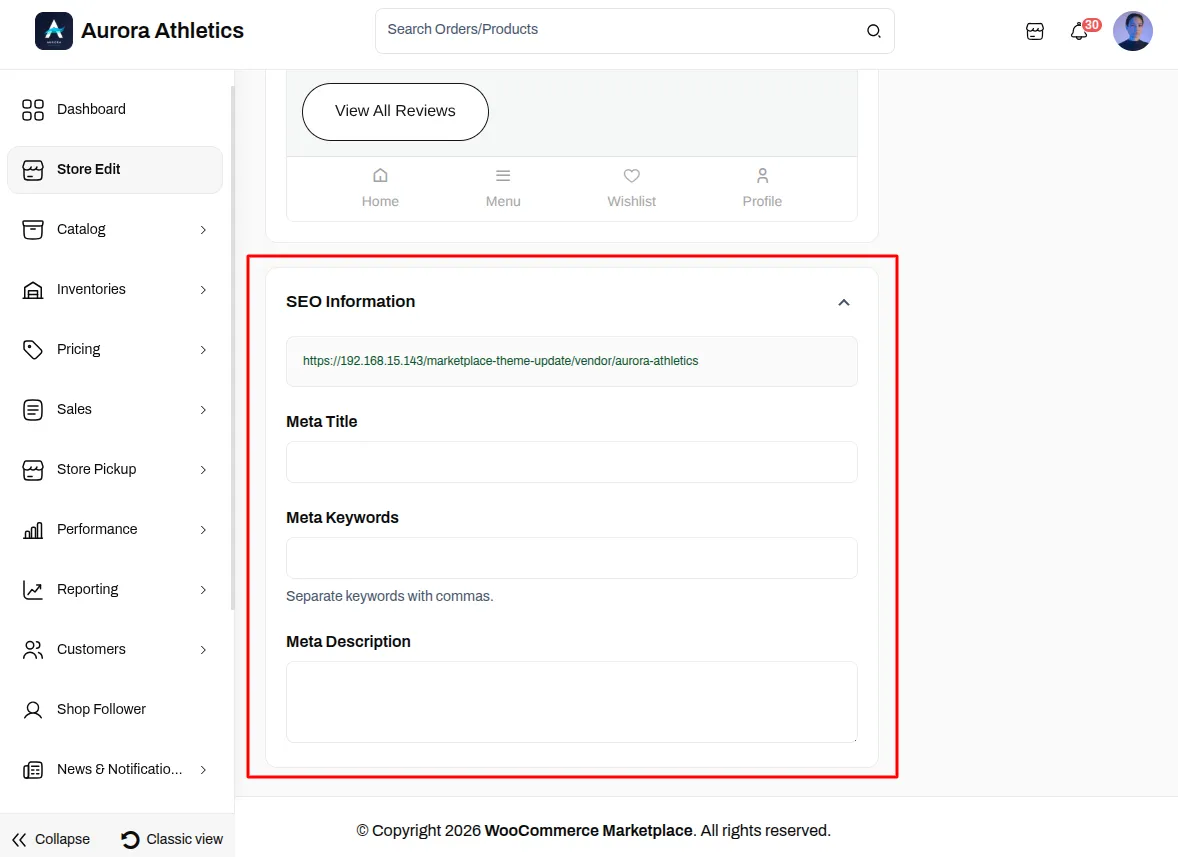 Aurora Athletics
Search Orders/Products
30
Dashboard
Store Edit
Catalog
Inventories
Pricing
Sales
Store Pickup
Performance
Reporting
Customers
Shop Follower
News & Notificatio...
Collapse
Classic view
View All Reviews
Home
Menu
Wishlist
Profile
SEO Information
https://192.168.15.143/marketplace-theme-update/vendor/aurora-athletics
Meta Title
Meta Keywords
Separate keywords with commas.
Meta Description
© Copyright 2026 WooCommerce Marketplace. All rights reserved.